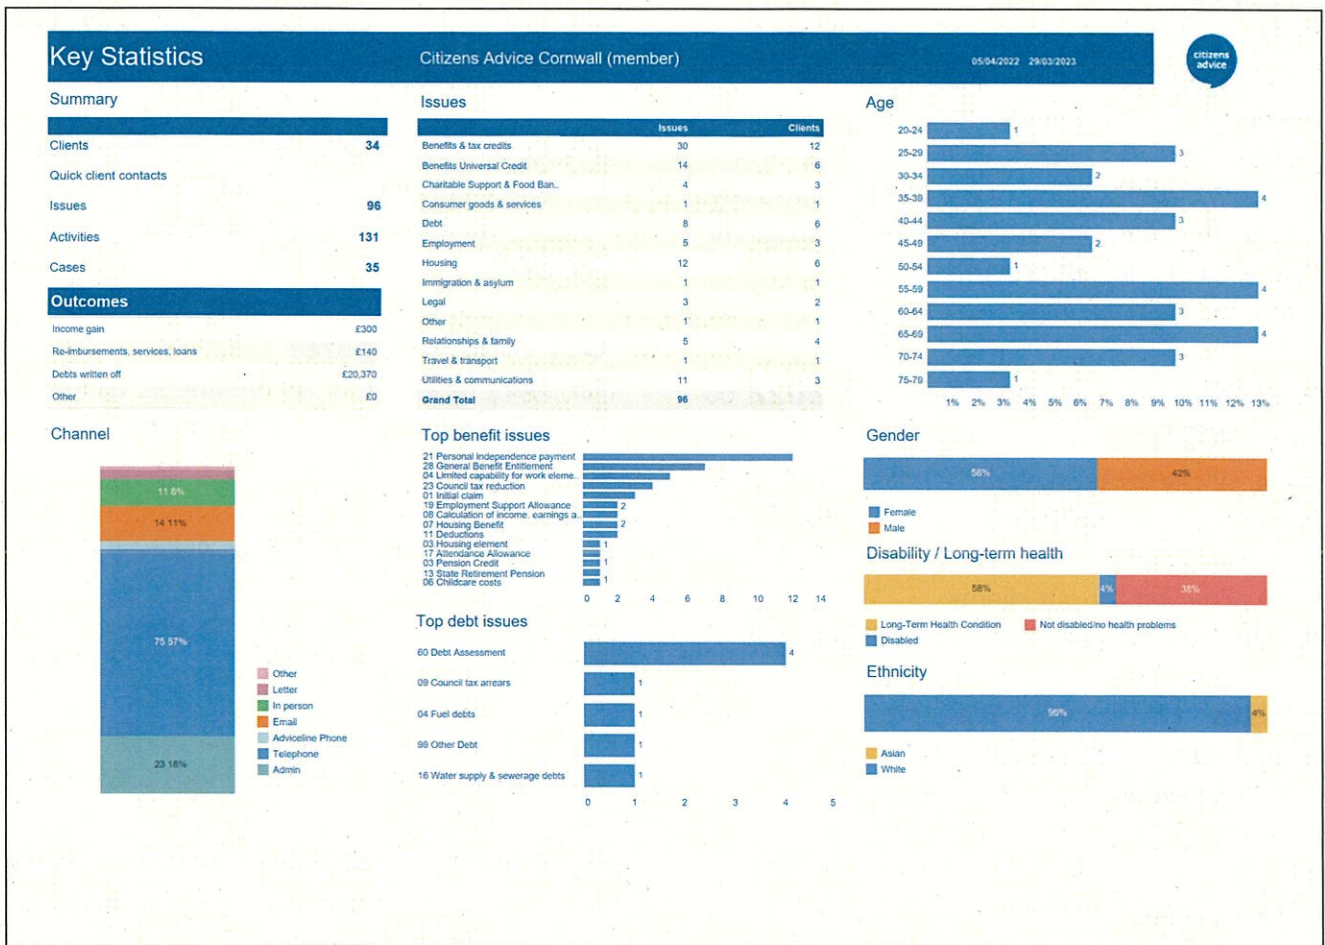 Key Statistics
Citizens Advice Cornwall (member)
05/04/2022 29/03/2023
citizens
advice
Summary
Clients 34
Quick client contacts
Issues 96
Activities 131
Cases 35
Outcomes
Income gain £300
Re-imbursements, services, loans £140
Debts written off £20,370
Other £0
Issues
Issues Clients
Benefits & tax credits 30 12
Benefits Universal Credit 14 6
Charitable Support & Food Ban.. 4 3
Consumer goods & services 1 1
Debt 8 6
Employment 5 3
Housing 12 6
Immigration & asylum 1 1
Legal 3 2
Other 1 1
Relationships & family 5 4
Travel & transport 1 1
Utilities & communications 11 3
Grand Total 96
Age
20-24 1
25-29 3
30-34 2
35-39 4
40-44 3
45-49 2
50-54 1
55-59 4
60-64 3
65-69 4
70-74 3
75-79 1
1% 2% 3% 4% 5% 6% 7% 8% 9% 10% 11% 12% 13%
Channel
11 8%
14 11%
75 57%
23 18%
Other
Letter
In person
Email
Adviceline Phone
Telephone
Admin
Top benefit issues
21 Personal independence payment
28 General Benefit Entitlement
04 Limited capability for work eleme..
23 Council tax reduction
01 Initial claim
19 Employment Support Allowance 2
08 Calculation of income, earnings a..
07 Housing Benefit 2
11 Deductions
03 Housing element 1
17 Attendance Allowance
03 Pension Credit 1
13 State Retirement Pension
06 Childcare costs 1
0 2 4 6 8 10 12 14
Top debt issues
60 Debt Assessment 4
09 Council tax arrears 1
04 Fuel debts 1
99 Other Debt 1
16 Water supply & sewerage debts 1
0 1 2 3 4 5
Gender
58% 42%
Female
Male
Disability / Long-term health
58% 4% 38%
Long-Term Health Condition Not disabled/no health problems
Disabled
Ethnicity
96% 4%
Asian
White